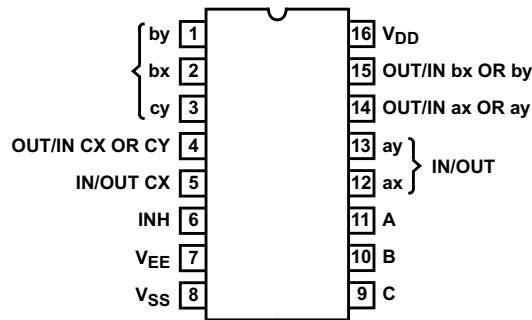 by 1
bx 2
cy 3
OUT/IN CX OR CY 4
IN/OUT CX 5
INH 6
VEE 7
VSS 8
16 VDD
15 OUT/IN bx OR by
14 OUT/IN ax OR ay
13 ay
12 ax
IN/OUT
11 A
10 B
9 C